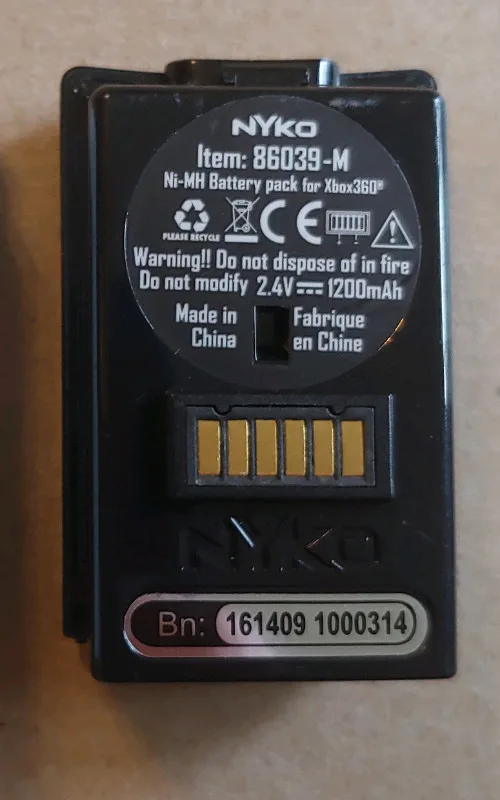 NYKO
Item: 86039-M
Ni-MH Battery pack for Xbox360®
PLEASE RECYCLE
CE
Warning!! Do not dispose of in fire
Do not modify 2.4V⎓1200mAh
Made in China
Fabrique en Chine
NYKO
Bn: 161409 1000314